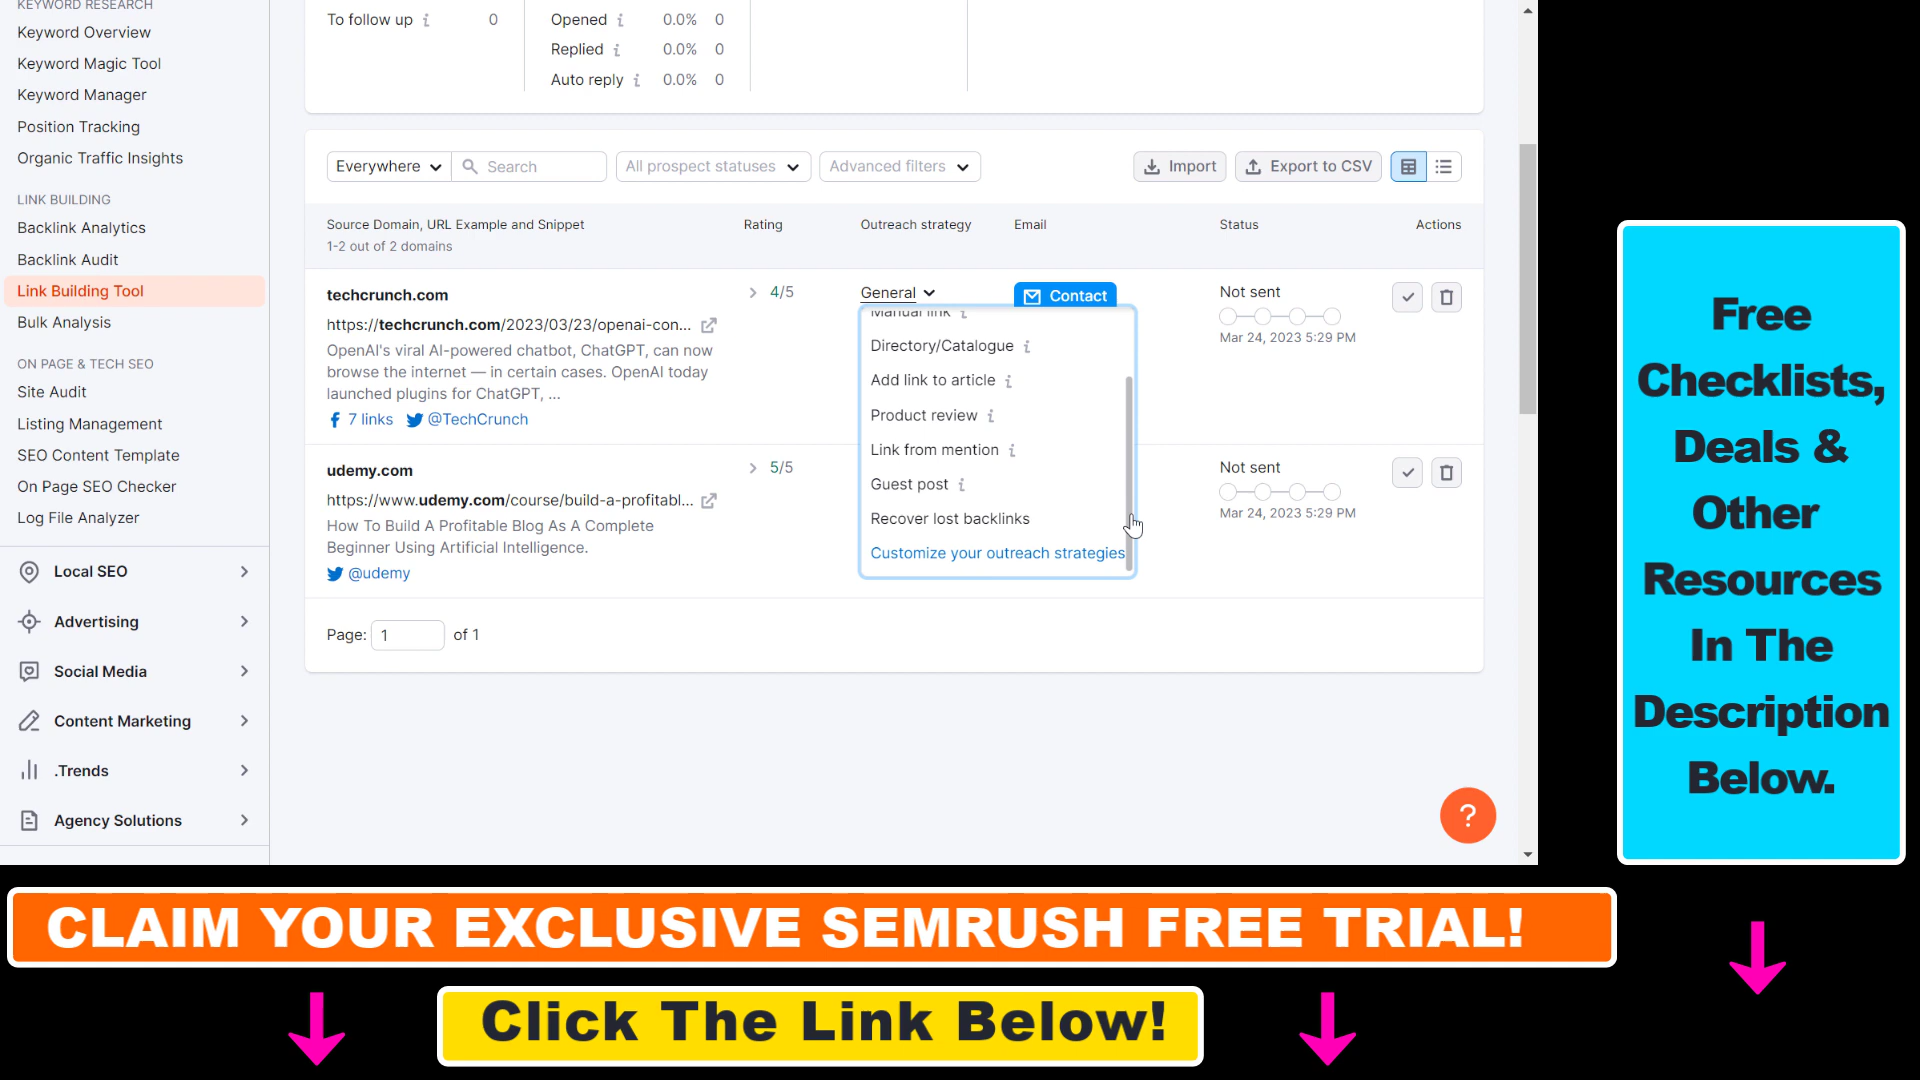 KEYWORD RESEARCH
Keyword Overview
Keyword Magic Tool
Keyword Manager
Position Tracking
Organic Traffic Insights
LINK BUILDING
Backlink Analytics
Backlink Audit
Link Building Tool
Bulk Analysis
ON PAGE & TECH SEO
Site Audit
Listing Management
SEO Content Template
On Page SEO Checker
Log File Analyzer
Local SEO
Advertising
Social Media
Content Marketing
.Trends
Agency Solutions
To follow up 0
Opened 0.0% 0
Replied 0.0% 0
Auto reply 0.0% 0
Everywhere Search All prospect statuses Advanced filters Import Export to CSV
Source Domain, URL Example and Snippet Rating Outreach strategy Email Status Actions
1-2 out of 2 domains
techcrunch.com 4/5 General Contact Not sent
https://techcrunch.com/2023/03/23/openai-con...
Mar 24, 2023 5:29 PM
OpenAI's viral AI-powered chatbot, ChatGPT, can now
browse the internet — in certain cases. OpenAI today
launched plugins for ChatGPT, ...
7 links @TechCrunch
Manual link
Directory/Catalogue
Add link to article
Product review
Link from mention
Guest post
Recover lost backlinks
Customize your outreach strategies
udemy.com 5/5 Not sent
https://www.udemy.com/course/build-a-profitabl...
Mar 24, 2023 5:29 PM
How To Build A Profitable Blog As A Complete
Beginner Using Artificial Intelligence.
@udemy
Page: 1 of 1
?
Free
Checklists,
Deals &
Other
Resources
In The
Description
Below.
CLAIM YOUR EXCLUSIVE SEMRUSH FREE TRIAL!
Click The Link Below!